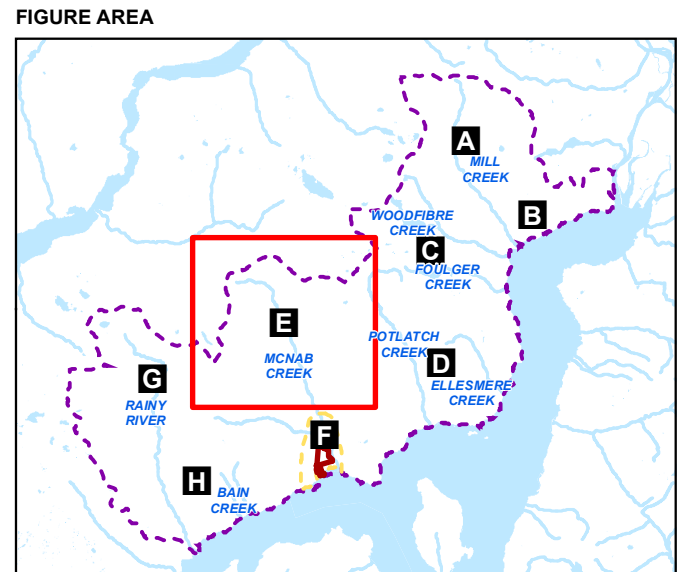 FIGURE AREA
A
MILL
CREEK
B
WOODFIBRE
CREEK
C
FOULGER
CREEK
E
MCNAB
CREEK
POTLATCH
CREEK
D
ELLESMERE
CREEK
G
RAINY
RIVER
F
H
BAIN
CREEK